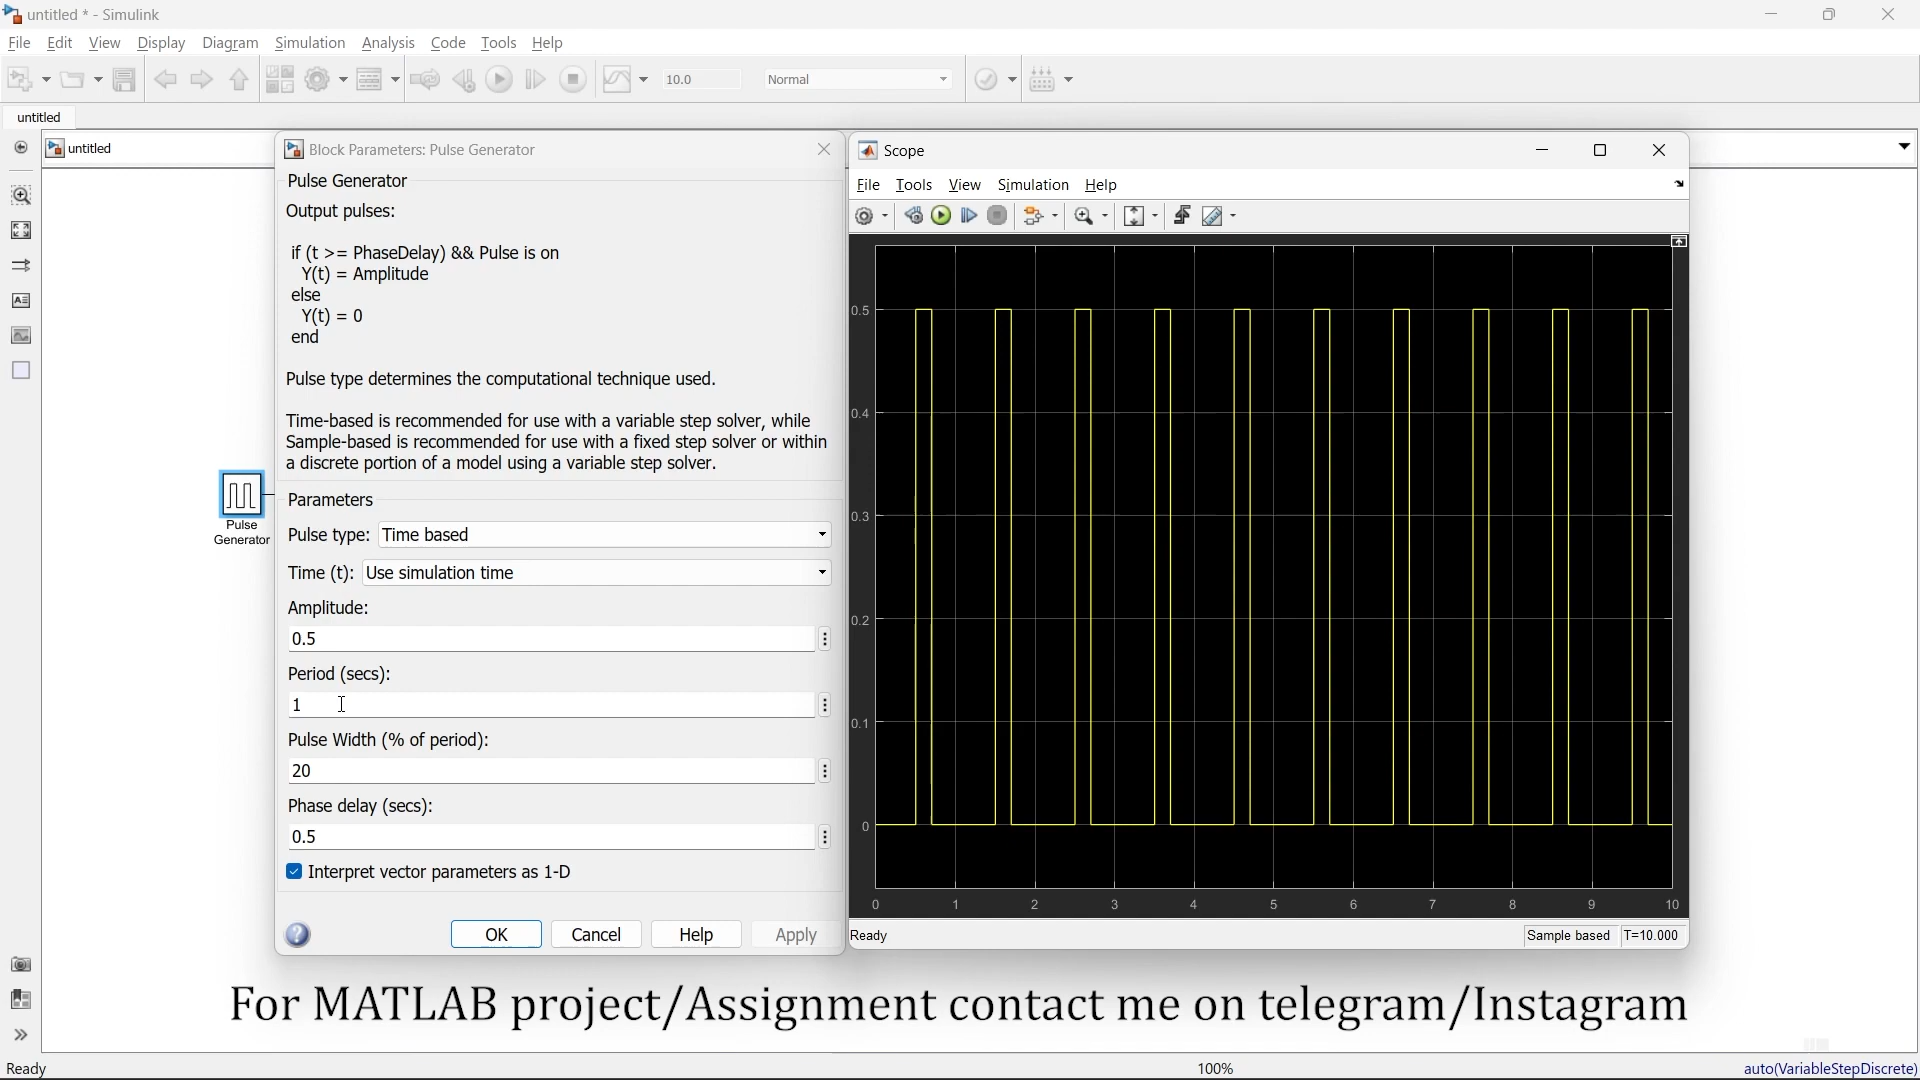 untitled * - Simulink
File Edit View Display Diagram Simulation Analysis Code Tools Help
10.0
Normal
untitled
untitled
Pulse
Generator
Block Parameters: Pulse Generator
Pulse Generator
Output pulses:
if (t >= PhaseDelay) && Pulse is on
Y(t) = Amplitude
else
Y(t) = 0
end
Pulse type determines the computational technique used.
Time-based is recommended for use with a variable step solver, while
Sample-based is recommended for use with a fixed step solver or within
a discrete portion of a model using a variable step solver.
Parameters
Pulse type: Time based
Time (t): Use simulation time
Amplitude:
0.5
Period (secs):
1
Pulse Width (% of period):
20
Phase delay (secs):
0.5
Interpret vector parameters as 1-D
OK Cancel Help Apply
Scope
File Tools View Simulation Help
0.5
0.4
0.3
0.2
0.1
0
0 1 2 3 4 5 6 7 8 9 10
Ready Sample based T=10.000
For MATLAB project/Assignment contact me on telegram/Instagram
Ready 100% auto(VariableStepDiscrete)